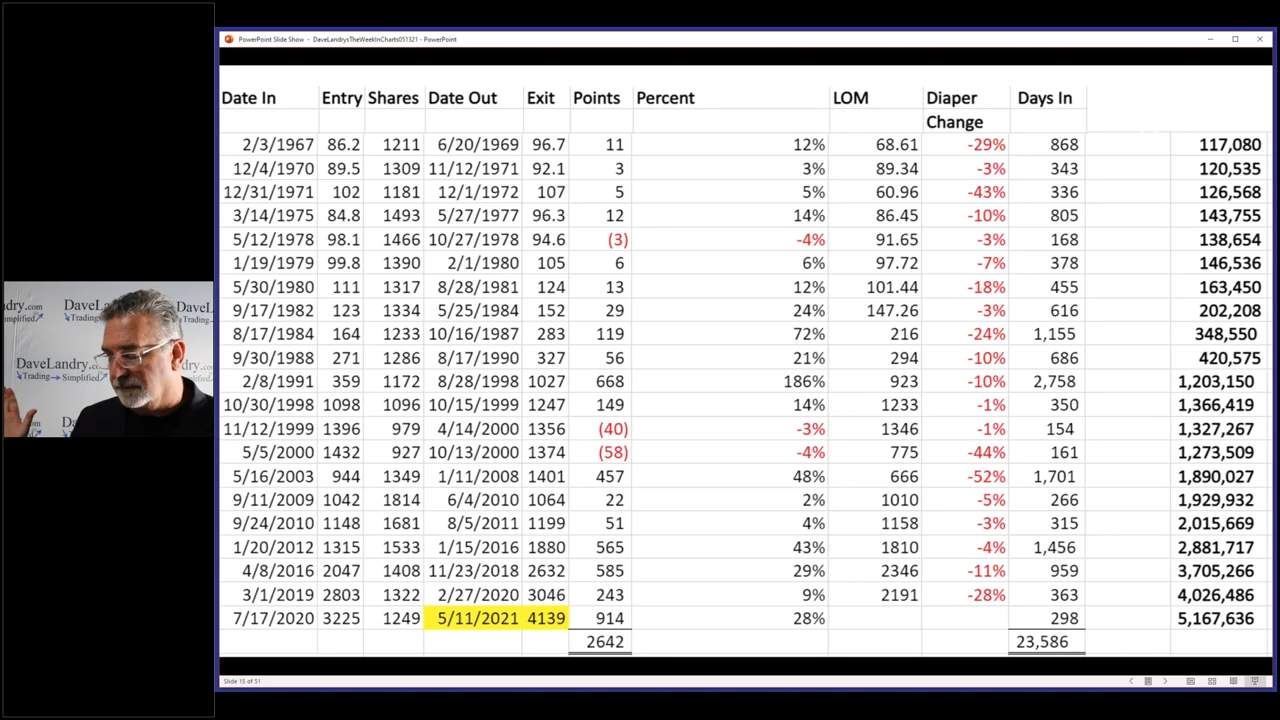 PowerPoint Slide Show - DaveLandrysTheWeekInCharts051321 - PowerPoint
Date In Entry Shares Date Out Exit Points Percent LOM Diaper Change Days In
2/3/1967 86.2 1211 6/20/1969 96.7 11 12% 68.61 -29% 868 117,080
12/4/1970 89.5 1309 11/12/1971 92.1 3 3% 89.34 -3% 343 120,535
12/31/1971 102 1181 12/1/1972 107 5 5% 60.96 -43% 336 126,568
3/14/1975 84.8 1493 5/27/1977 96.3 12 14% 86.45 -10% 805 143,755
5/12/1978 98.1 1466 10/27/1978 94.6 (3) -4% 91.65 -3% 168 138,654
1/19/1979 99.8 1390 2/1/1980 105 6 6% 97.72 -7% 378 146,536
5/30/1980 111 1317 8/28/1981 124 13 12% 101.44 -18% 455 163,450
9/17/1982 123 1334 5/25/1984 152 29 24% 147.26 -3% 616 202,208
8/17/1984 164 1233 10/16/1987 283 119 72% 216 -24% 1,155 348,550
9/30/1988 271 1286 8/17/1990 327 56 21% 294 -10% 686 420,575
2/8/1991 359 1172 8/28/1998 1027 668 186% 923 -10% 2,758 1,203,150
10/30/1998 1098 1096 10/15/1999 1247 149 14% 1233 -1% 350 1,366,419
11/12/1999 1396 979 4/14/2000 1356 (40) -3% 1346 -1% 154 1,327,267
5/5/2000 1432 927 10/13/2000 1374 (58) -4% 775 -44% 161 1,273,509
5/16/2003 944 1349 1/11/2008 1401 457 48% 666 -52% 1,701 1,890,027
9/11/2009 1042 1814 6/4/2010 1064 22 2% 1010 -5% 266 1,929,932
9/24/2010 1148 1681 8/5/2011 1199 51 4% 1158 -3% 315 2,015,669
1/20/2012 1315 1533 1/15/2016 1880 565 43% 1810 -4% 1,456 2,881,717
4/8/2016 2047 1408 11/23/2018 2632 585 29% 2346 -11% 959 3,705,266
3/1/2019 2803 1322 2/27/2020 3046 243 9% 2191 -28% 363 4,026,486
7/17/2020 3225 1249 5/11/2021 4139 914 28% 298 5,167,636
2642 23,586
Slide 15 of 51
DaveLandry.com
Trading Simplified